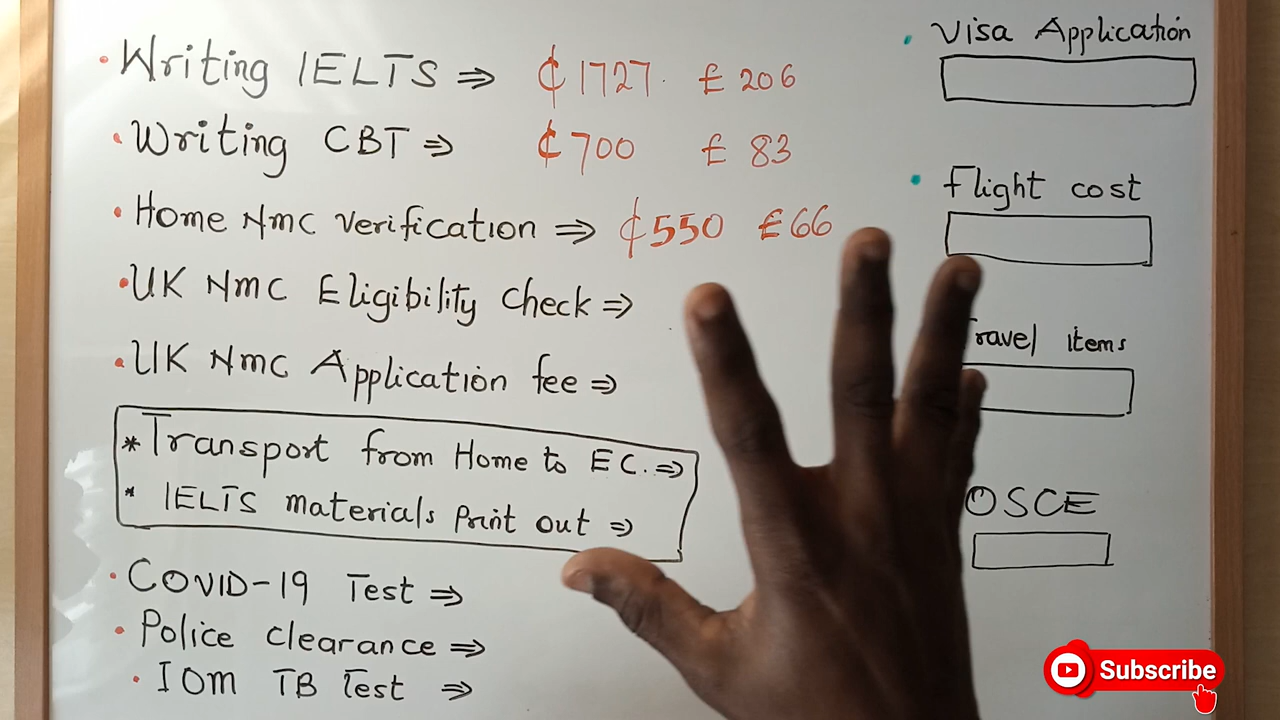 • Writing IELTS ⇒ ₵ 1727. £ 206
• Writing CBT ⇒ ₵ 700 £ 83
• Home NMC verification ⇒ ₵ 550 £66
• UK NMC Eligibility Check ⇒
• UK NMC Application fee ⇒
* Transport from Home to EC. ⇒
* IELTS materials print out ⇒
• COVID-19 Test ⇒
• Police clearance ⇒
• IOM TB Test ⇒
• Visa Application
• Flight cost
ravel items
OSCE
Subscribe